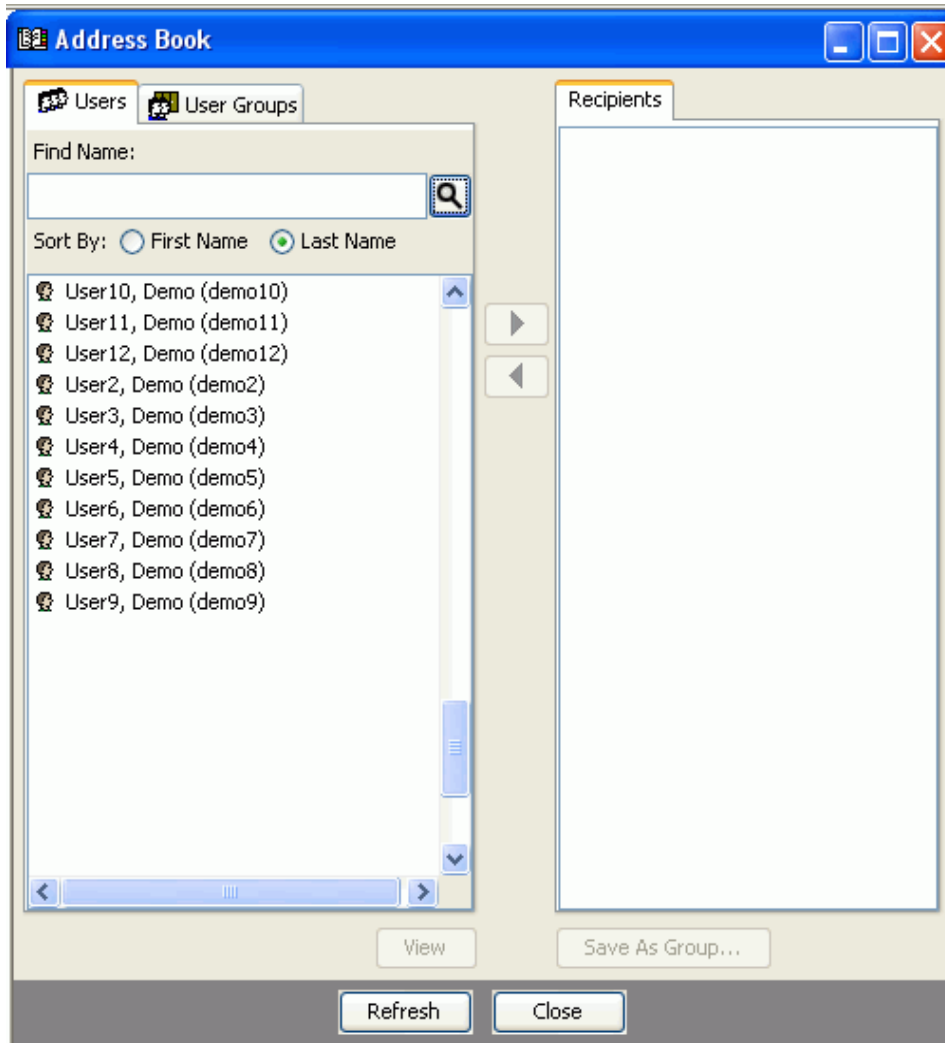 Address Book
Users User Groups
Recipients
Find Name:
Sort By: First Name Last Name
User10, Demo (demo10)
User11, Demo (demo11)
User12, Demo (demo12)
User2, Demo (demo2)
User3, Demo (demo3)
User4, Demo (demo4)
User5, Demo (demo5)
User6, Demo (demo6)
User7, Demo (demo7)
User8, Demo (demo8)
User9, Demo (demo9)
View
Save As Group...
Refresh Close